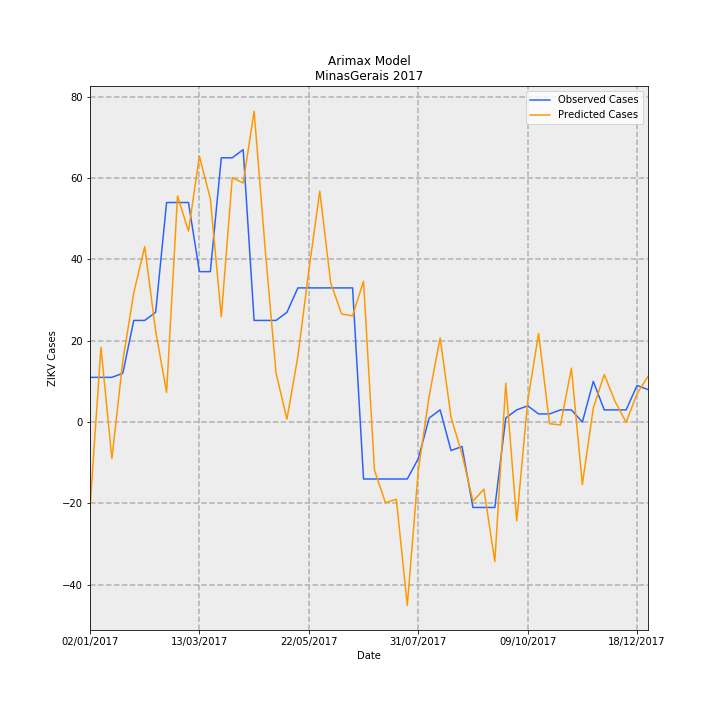 Arimax Model
MinasGerais 2017
Observed Cases
Predicted Cases
ZIKV Cases
80
60
40
20
0
−20
−40
02/01/2017
13/03/2017
22/05/2017
31/07/2017
09/10/2017
18/12/2017
Date